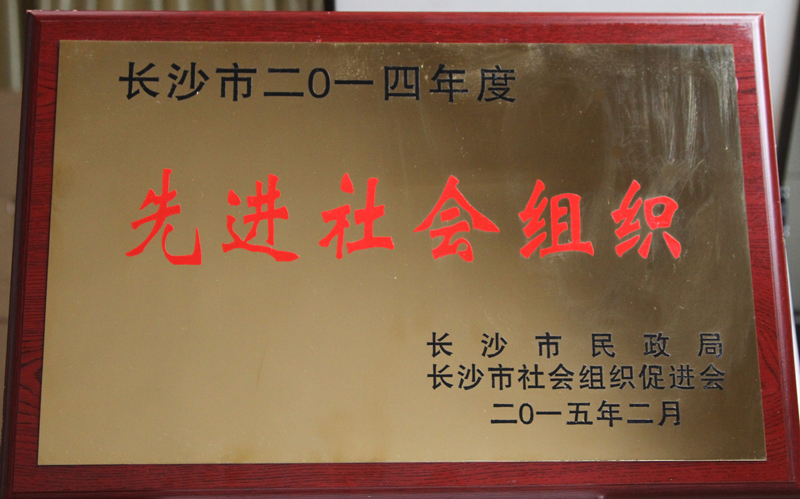 长沙市二0一四年度
先进社会组织
长沙市民政局
长沙市社会组织促进会
二0一五年二月